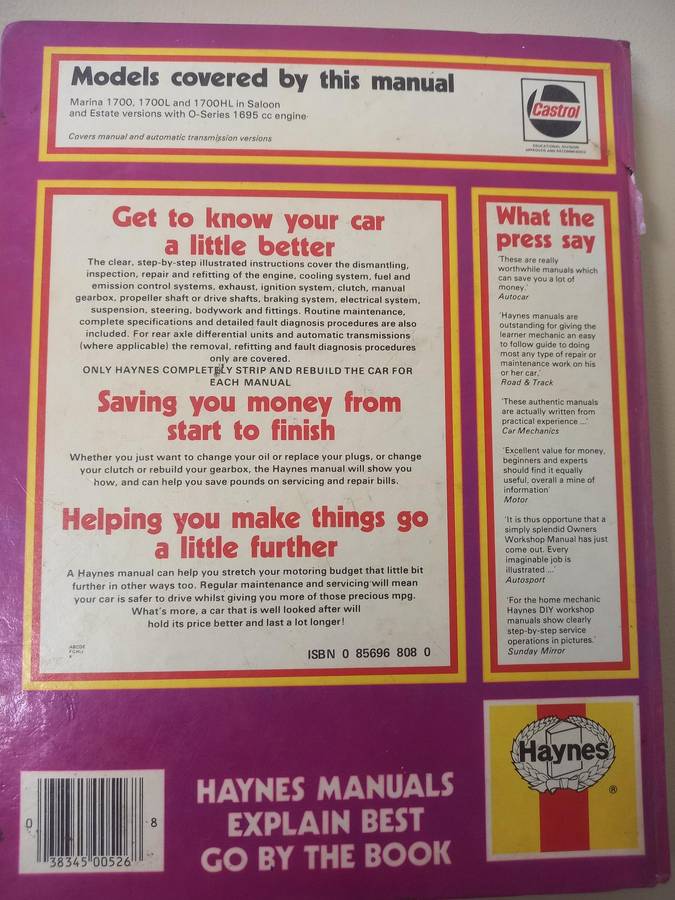 Models covered by this manual
Marina 1700, 1700L and 1700HL in Saloon
and Estate versions with O-Series 1695 cc engine
Covers manual and automatic transmission versions
Castrol
EDUCATIONAL DIVISION
APPROVED AND RECOMMENDED
Get to know your car
a little better
The clear, step-by-step illustrated instructions cover the dismantling,
inspection, repair and refitting of the engine, cooling system, fuel and
emission control systems, exhaust, ignition system, clutch, manual
gearbox, propeller shaft or drive shafts, braking system, electrical system,
suspension, steering, bodywork and fittings. Routine maintenance,
complete specifications and detailed fault diagnosis procedures are also
included. For rear axle differential units and automatic transmissions
(where applicable) the removal, refitting and fault diagnosis procedures
only are covered.
ONLY HAYNES COMPLETELY STRIP AND REBUILD THE CAR FOR
EACH MANUAL
Saving you money from
start to finish
Whether you just want to change your oil or replace your plugs, or change
your clutch or rebuild your gearbox, the Haynes manual will show you
how, and can help you save pounds on servicing and repair bills.
Helping you make things go
a little further
A Haynes manual can help you stretch your motoring budget that little bit
further in other ways too. Regular maintenance and servicing will mean
your car is safer to drive whilst giving you more of those precious mpg.
What's more, a car that is well looked after will
hold its price better and last a lot longer!
ABCDE
ISBN 0 85696 808 0
What the
press say
'These are really
worthwhile manuals which
can save you a lot of
money.'
Autocar
'Haynes manuals are
outstanding for giving the
learner mechanic an easy
to follow guide to doing
most any type of repair or
maintenance work on his
or her car.'
Road & Track
'These authentic manuals
are actually written from
practical experience ...'
Car Mechanics
'Excellent value for money,
beginners and experts
should find it equally
useful, overall a mine of
information'
Motor
'It is thus opportune that a
simply splendid Owners
Workshop Manual has just
come out. Every
imaginable job is
illustrated ...'
Autosport
'For the home mechanic
Haynes DIY workshop
manuals show clearly
step-by-step service
operations in pictures.'
Sunday Mirror
Haynes
®
0 38345 00526 8
HAYNES MANUALS
EXPLAIN BEST
GO BY THE BOOK